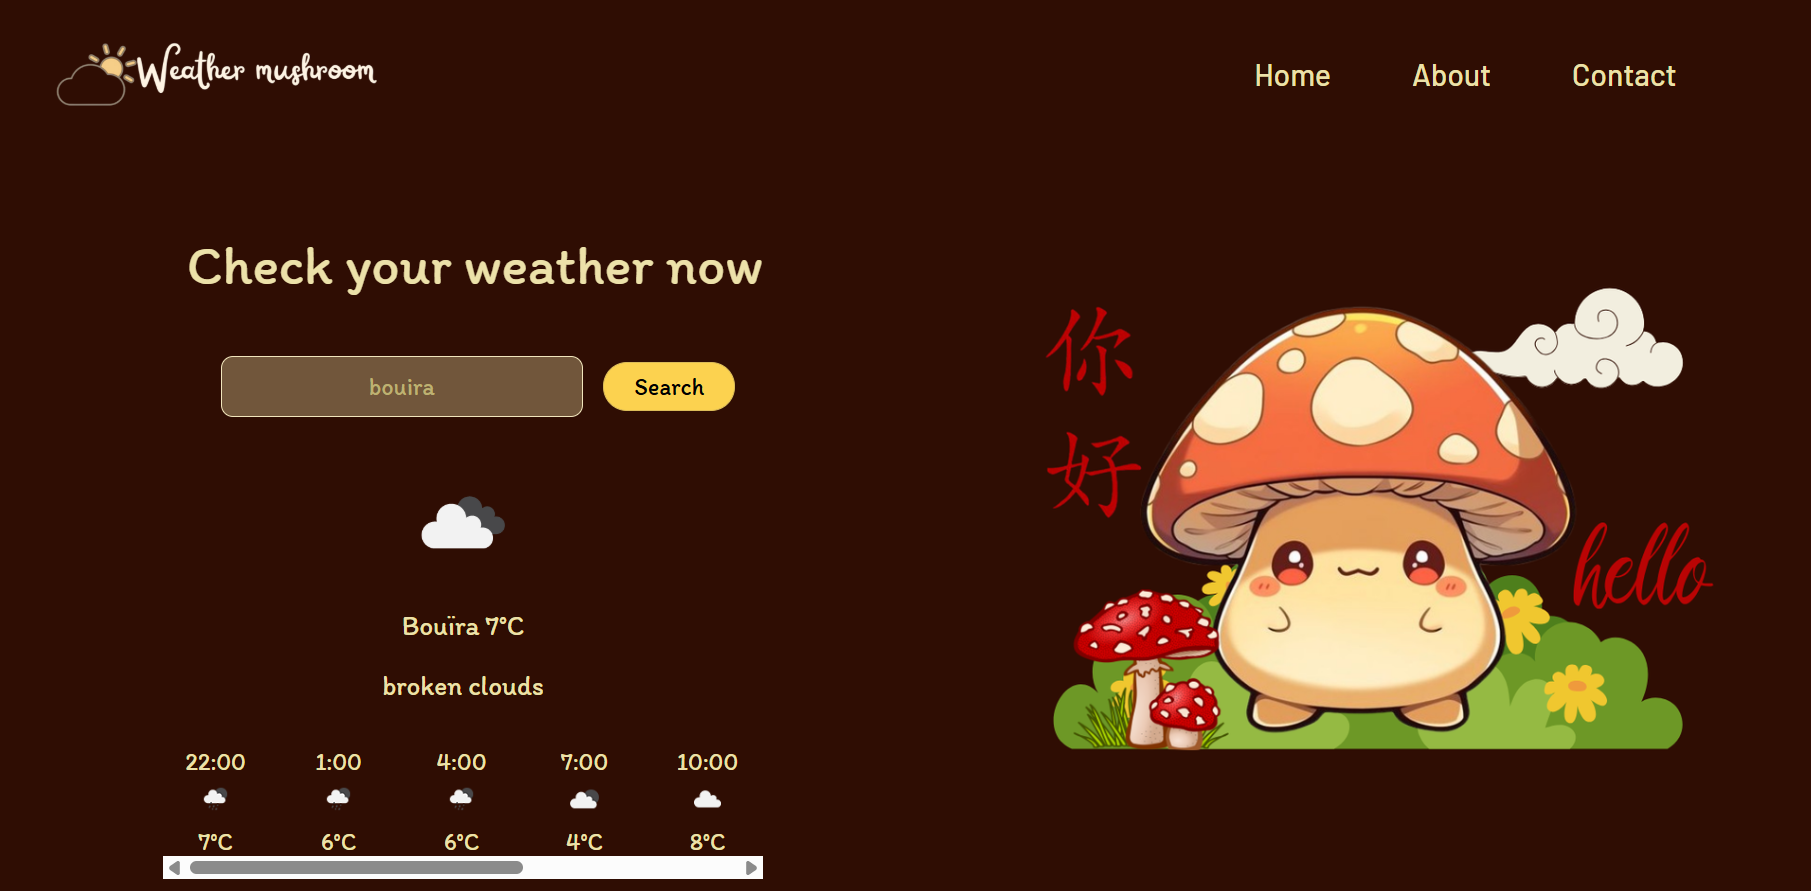 Weather mushroom
Home About Contact
Check your weather now
bouira
Search
Bouïra 7°C
broken clouds
22:00 1:00 4:00 7:00 10:00
7°C 6°C 6°C 4°C 8°C
你
好
hello